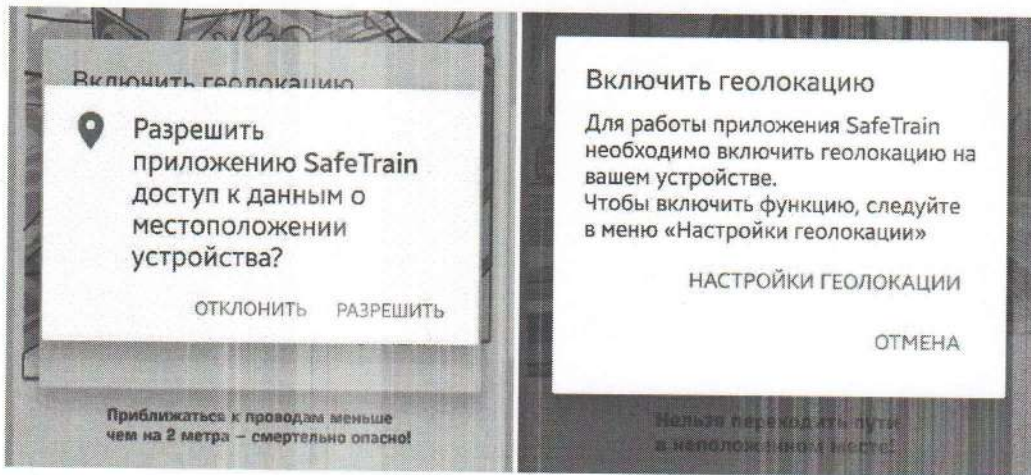 Включить геолокацию
Разрешить
приложению SafeTrain
доступ к данным о
местоположении
устройства?
ОТКЛОНИТЬ РАЗРЕШИТЬ
Приближаться к проводам меньше
чем на 2 метра – смертельно опасно!
Включить геолокацию
Для работы приложения SafeTrain
необходимо включить геолокацию на
вашем устройстве.
Чтобы включить функцию, следуйте
в меню «Настройки геолокации»
НАСТРОЙКИ ГЕОЛОКАЦИИ
ОТМЕНА
Нельзя переходить пути
в неположенном месте!